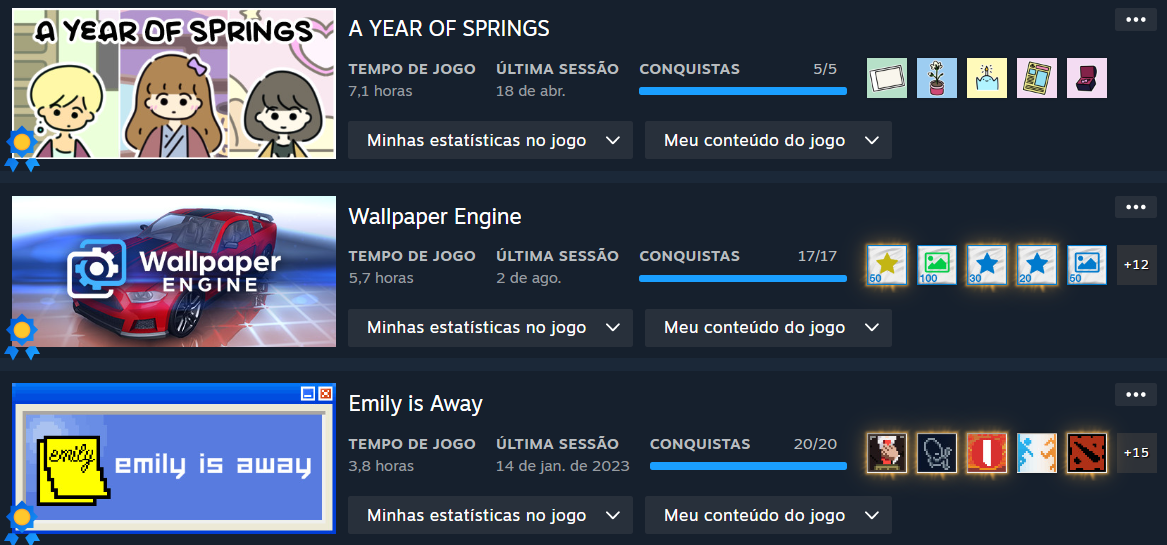 A YEAR OF SPRINGS
A YEAR OF SPRINGS
TEMPO DE JOGO ÚLTIMA SESSÃO CONQUISTAS 5/5
7,1 horas 18 de abr.
Minhas estatísticas no jogo Meu conteúdo do jogo
Wallpaper Engine
Wallpaper
ENGINE
TEMPO DE JOGO ÚLTIMA SESSÃO CONQUISTAS 17/17
5,7 horas 2 de ago.
50 100 30 20 50 +12
Minhas estatísticas no jogo Meu conteúdo do jogo
Emily is Away
emily
emily is away
TEMPO DE JOGO ÚLTIMA SESSÃO CONQUISTAS 20/20
3,8 horas 14 de jan. de 2023
+15
Minhas estatísticas no jogo Meu conteúdo do jogo